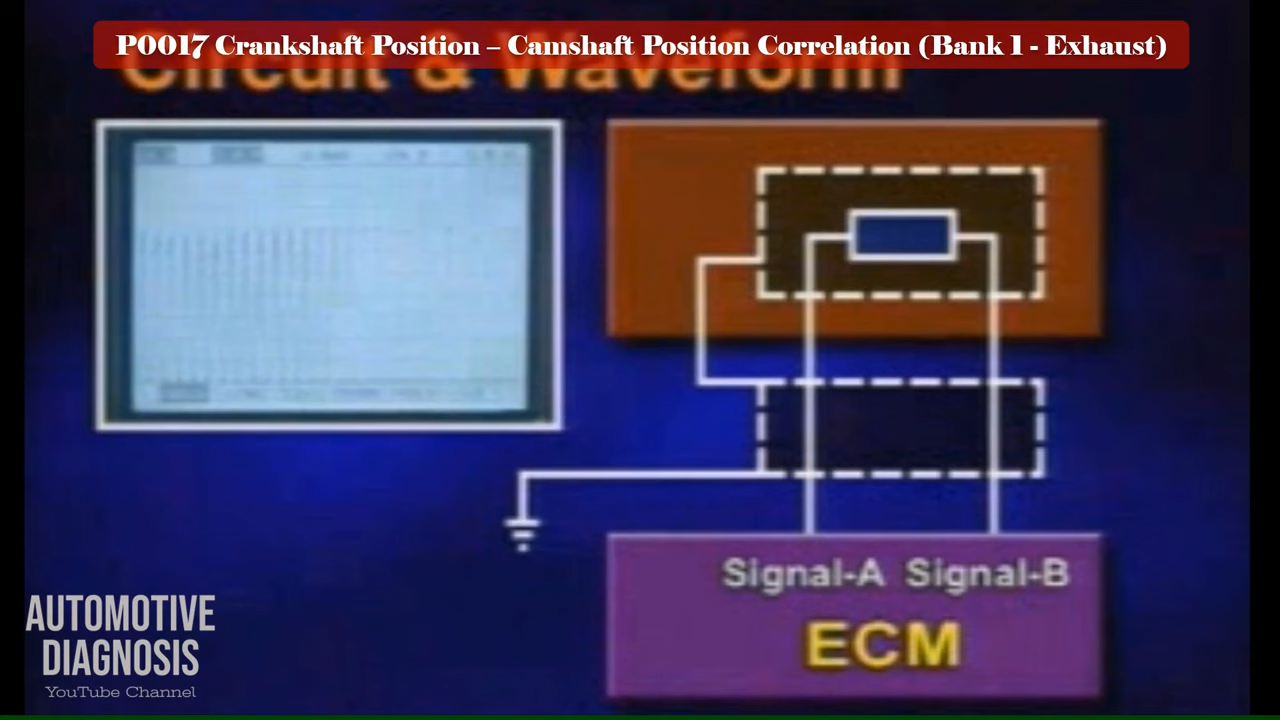 P0017 Crankshaft Position – Camshaft Position Correlation (Bank 1 - Exhaust)
Circuit & Waveform
Signal-A Signal-B
ECM
AUTOMOTIVE
DIAGNOSIS
YouTube Channel